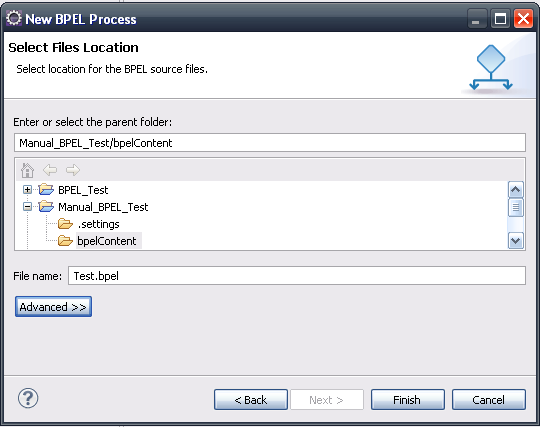 New BPEL Process
Select Files Location
Select location for the BPEL source files.
Enter or select the parent folder:
Manual_BPEL_Test/bpelContent
BPEL_Test
Manual_BPEL_Test
.settings
bpelContent
File name: Test.bpel
Advanced >>
? < Back Next > Finish Cancel